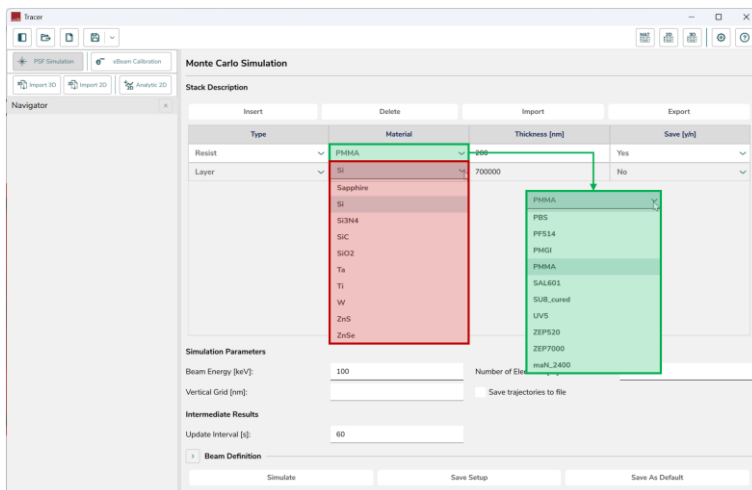 Tracer
MAT 2D 3D
PSF Simulation
e⁻ eBeam Calibration
Import 3D
Import 2D
Analytic 2D
Navigator
Monte Carlo Simulation
Stack Description
Insert Delete Import Export
Type Material Thickness [nm] Save [y/n]
Resist PMMA 200 Yes
Layer Si 700000 No
Sapphire
Si
Si3N4
SiC
SiO2
Ta
Ti
W
ZnS
ZnSe
PMMA
PBS
PF514
PMGI
PMMA
SAL601
SU8_cured
UV5
ZEP520
ZEP7000
maN_2400
Simulation Parameters
Beam Energy [keV]: 100 Number of Elec
Vertical Grid [nm]: Save trajectories to file
Intermediate Results
Update Interval [s]: 60
Beam Definition
Simulate Save Setup Save As Default